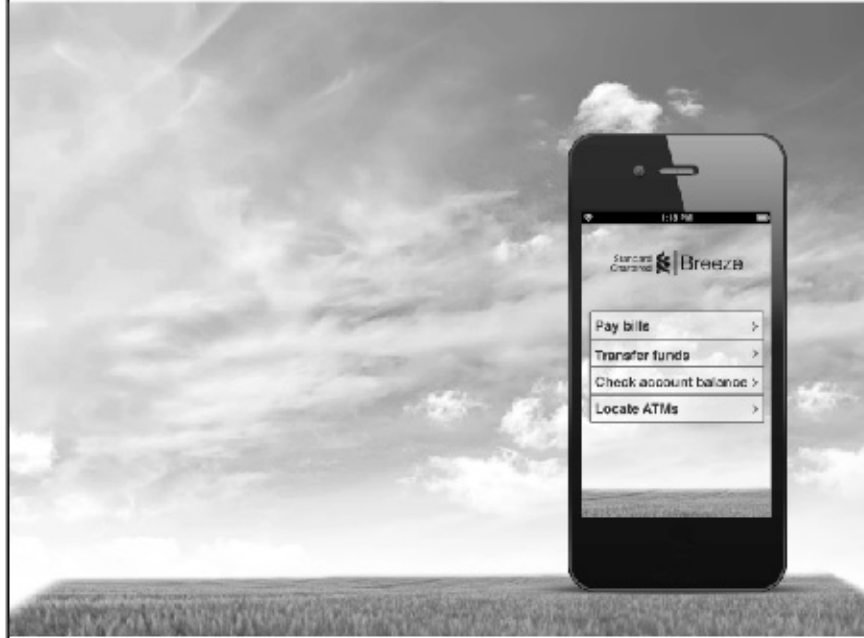 Standard
Chartered
Breeze
Pay bills
Transfer funds
Check account balance
Locate ATMs